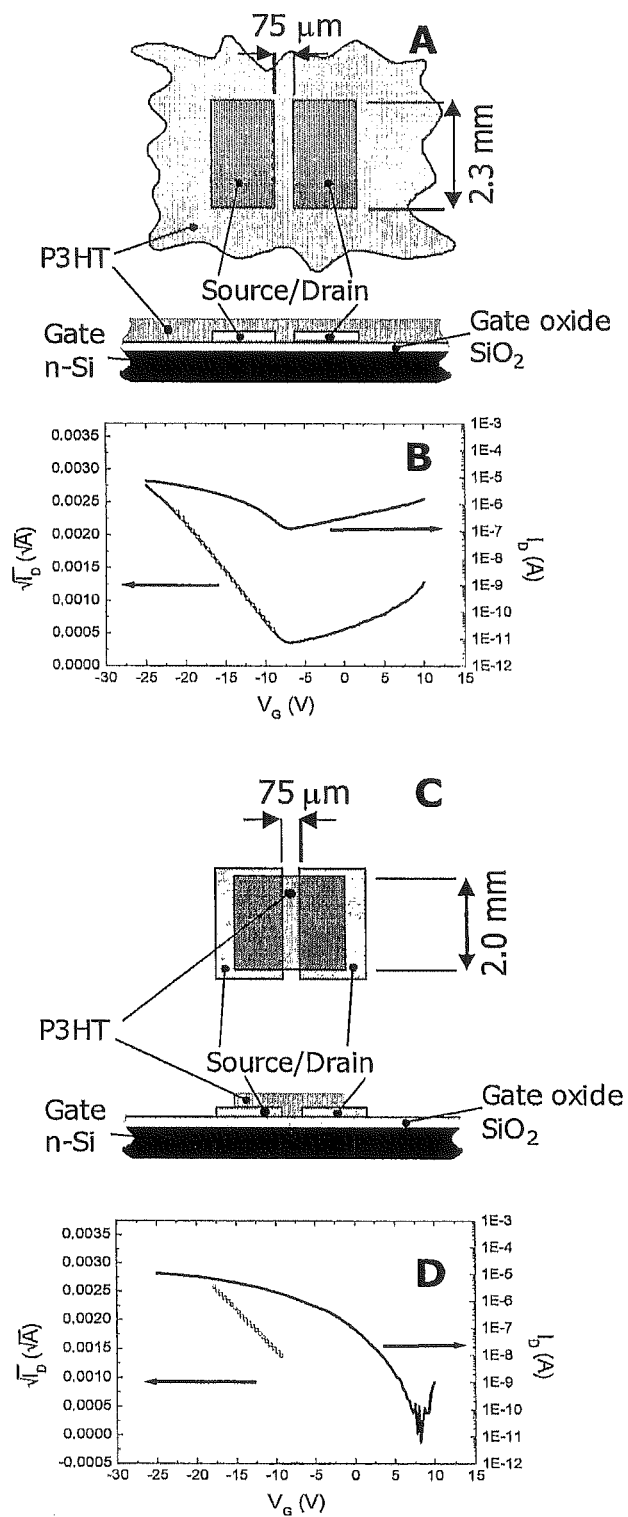 75 μm
A
2.3 mm
P3HT
Source/Drain
Gate
n-Si
Gate oxide
SiO₂
B
0.0035
0.0030
0.0025
0.0020
0.0015
0.0010
0.0005
0.0000
√I_D (√A)
1E-3
1E-4
1E-5
1E-6
1E-7
1E-8
1E-9
1E-10
1E-11
1E-12
I_D (A)
-30 -25 -20 -15 -10 -5 0 5 10 15
V_G (V)
75 μm
C
2.0 mm
P3HT
Source/Drain
Gate
n-Si
Gate oxide
SiO₂
D
0.0035
0.0030
0.0025
0.0020
0.0015
0.0010
0.0005
0.0000
-0.0005
√I_D (√A)
1E-3
1E-4
1E-5
1E-6
1E-7
1E-8
1E-9
1E-10
1E-11
1E-12
I_D (A)
-30 -25 -20 -15 -10 -5 0 5 10 15
V_G (V)